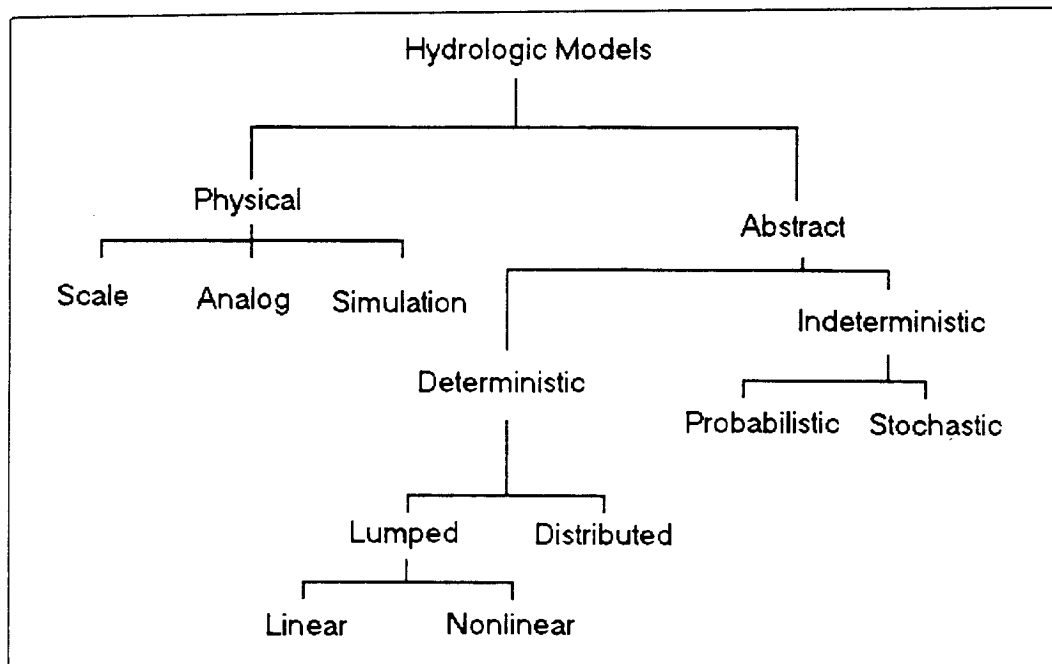 Hydrologic Models
Physical
Abstract
Scale Analog Simulation
Indeterministic
Deterministic
Probabilistic Stochastic
Lumped Distributed
Linear Nonlinear